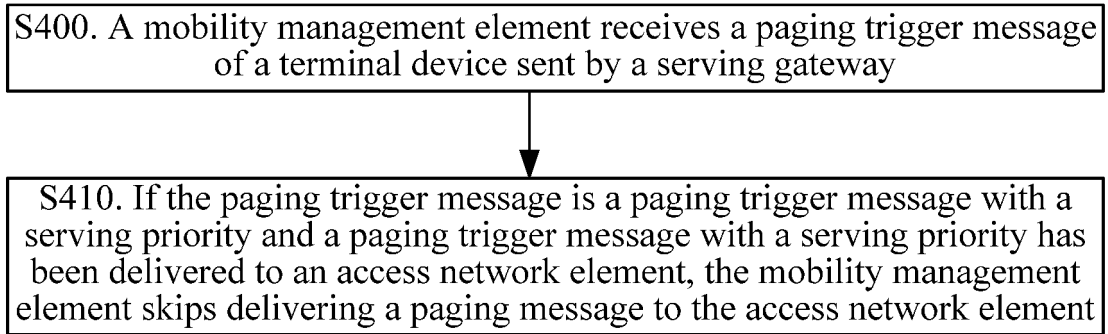 S400. A mobility management element receives a paging trigger message
of a terminal device sent by a serving gateway
S410. If the paging trigger message is a paging trigger message with a
serving priority and a paging trigger message with a serving priority has
been delivered to an access network element, the mobility management
element skips delivering a paging message to the access network element